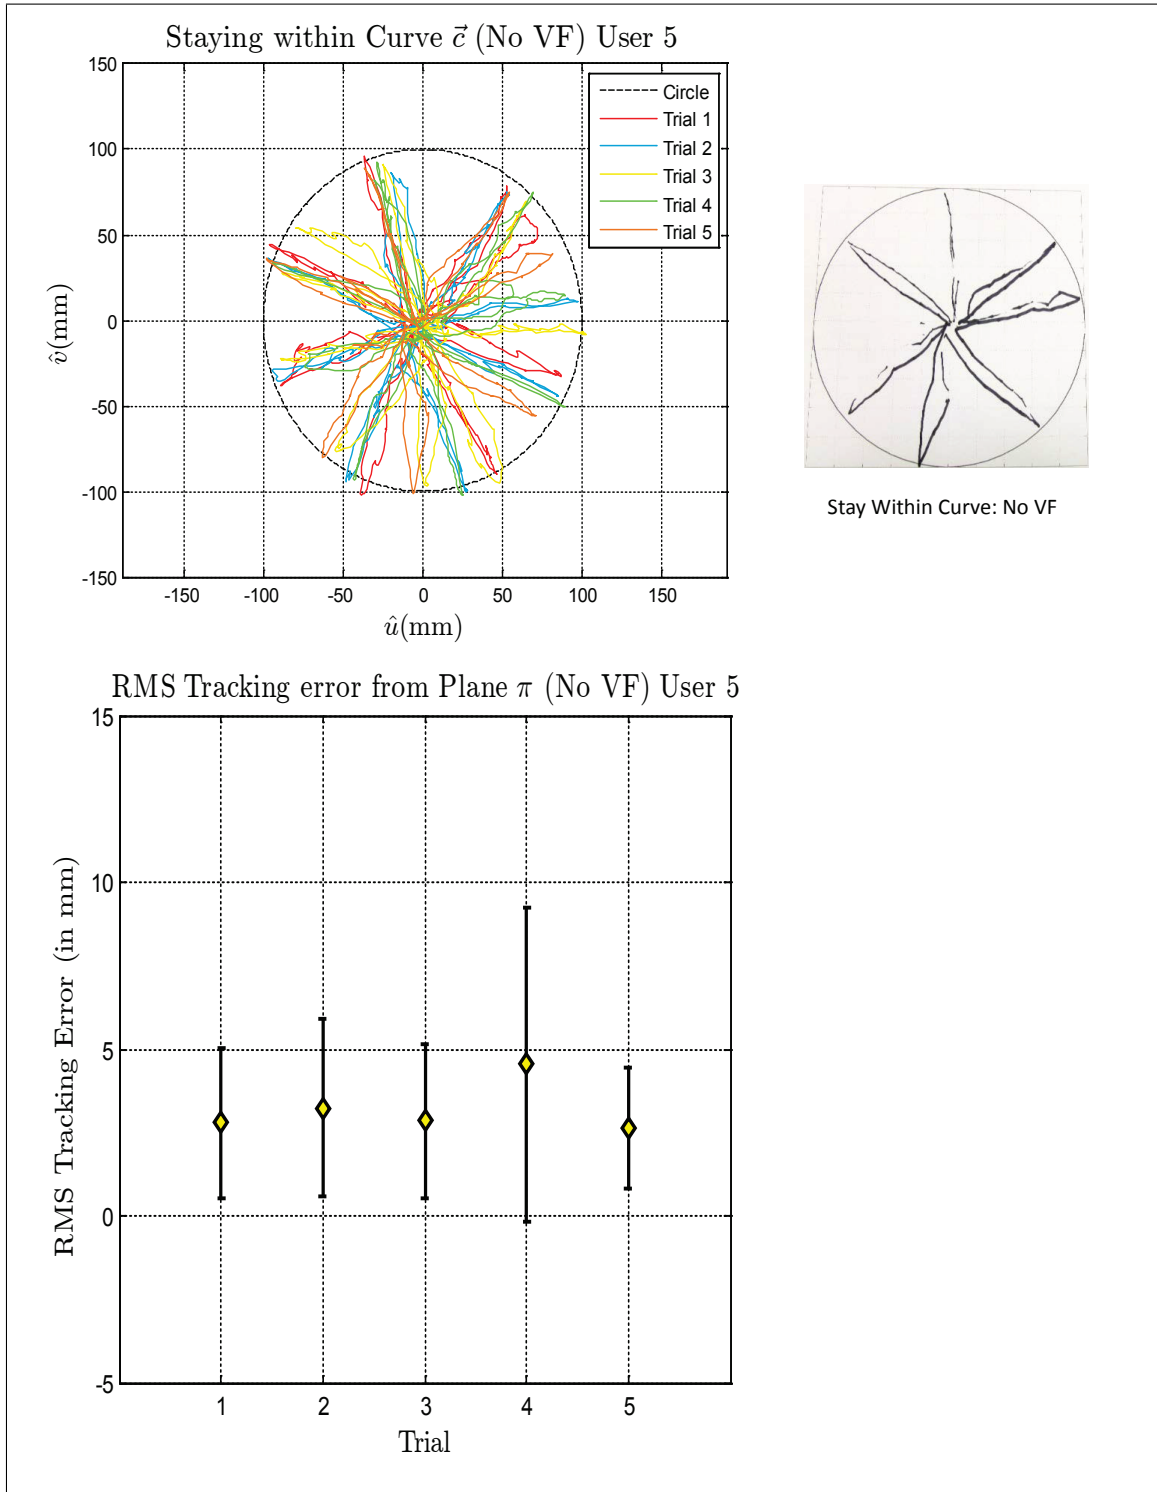 Staying within Curve c⃗ (No VF) User 5
150
100
50
0
-50
-100
-150
-150 -100 -50 0 50 100 150
v̂(mm)
û(mm)
Circle
Trial 1
Trial 2
Trial 3
Trial 4
Trial 5
Stay Within Curve: No VF
RMS Tracking error from Plane π (No VF) User 5
15
10
5
0
-5
1 2 3 4 5
RMS Tracking Error (in mm)
Trial